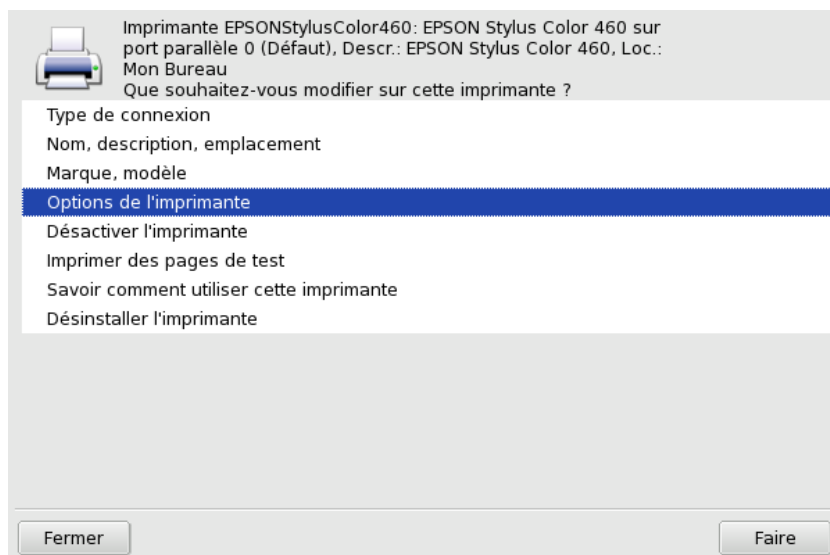 Imprimante EPSONStylusColor460: EPSON Stylus Color 460 sur
port parallèle 0 (Défaut), Descr.: EPSON Stylus Color 460, Loc.:
Mon Bureau
Que souhaitez-vous modifier sur cette imprimante ?
Type de connexion
Nom, description, emplacement
Marque, modèle
Options de l'imprimante
Désactiver l'imprimante
Imprimer des pages de test
Savoir comment utiliser cette imprimante
Désinstaller l'imprimante
Fermer
Faire